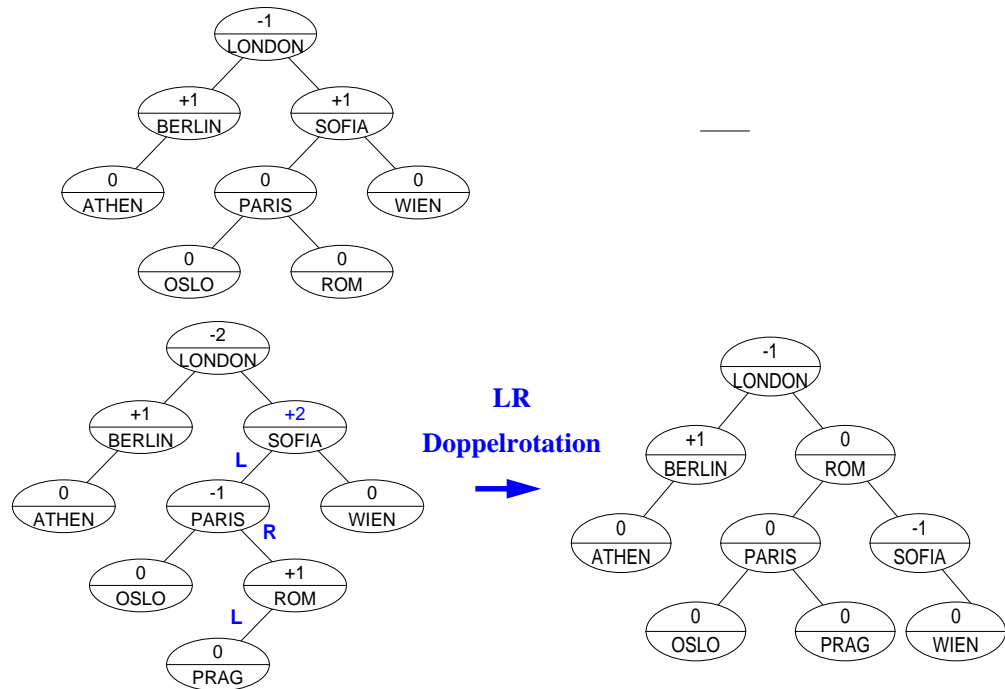 -1
LONDON
+1
BERLIN
+1
SOFIA
0
ATHEN
0
PARIS
0
WIEN
0
OSLO
0
ROM
-2
LONDON
+1
BERLIN
+2
SOFIA
L
0
ATHEN
-1
PARIS
0
WIEN
R
0
OSLO
+1
ROM
L
0
PRAG
LR
Doppelrotation
-1
LONDON
+1
BERLIN
0
ROM
0
ATHEN
0
PARIS
-1
SOFIA
0
OSLO
0
PRAG
0
WIEN